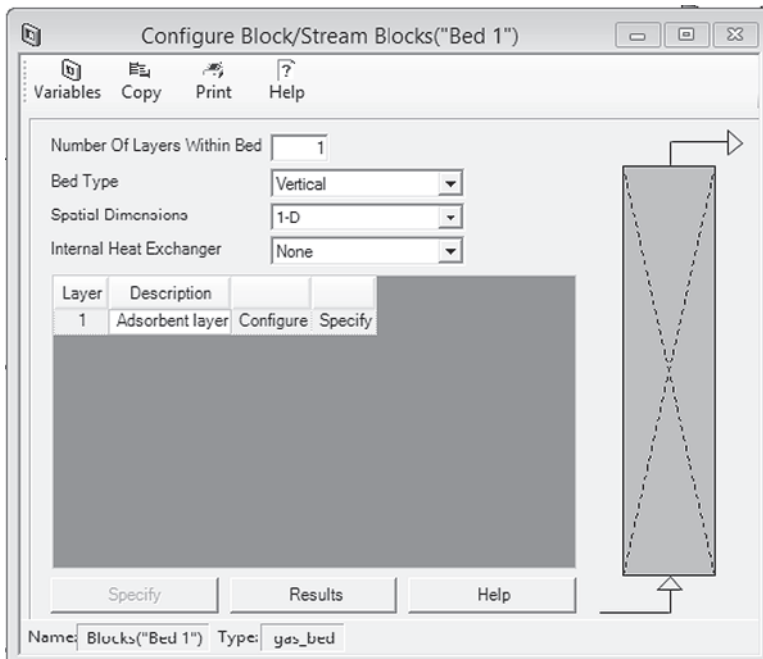 Configure Block/Stream Blocks("Bed 1")
Variables Copy Print Help
Number Of Layers Within Bed 1
Bed Type Vertical
Spatial Dimensions 1-D
Internal Heat Exchanger None
Layer Description
1 Adsorbent layer Configure Specify
Specify Results Help
Name: Blocks("Bed 1") Type: gas_bed